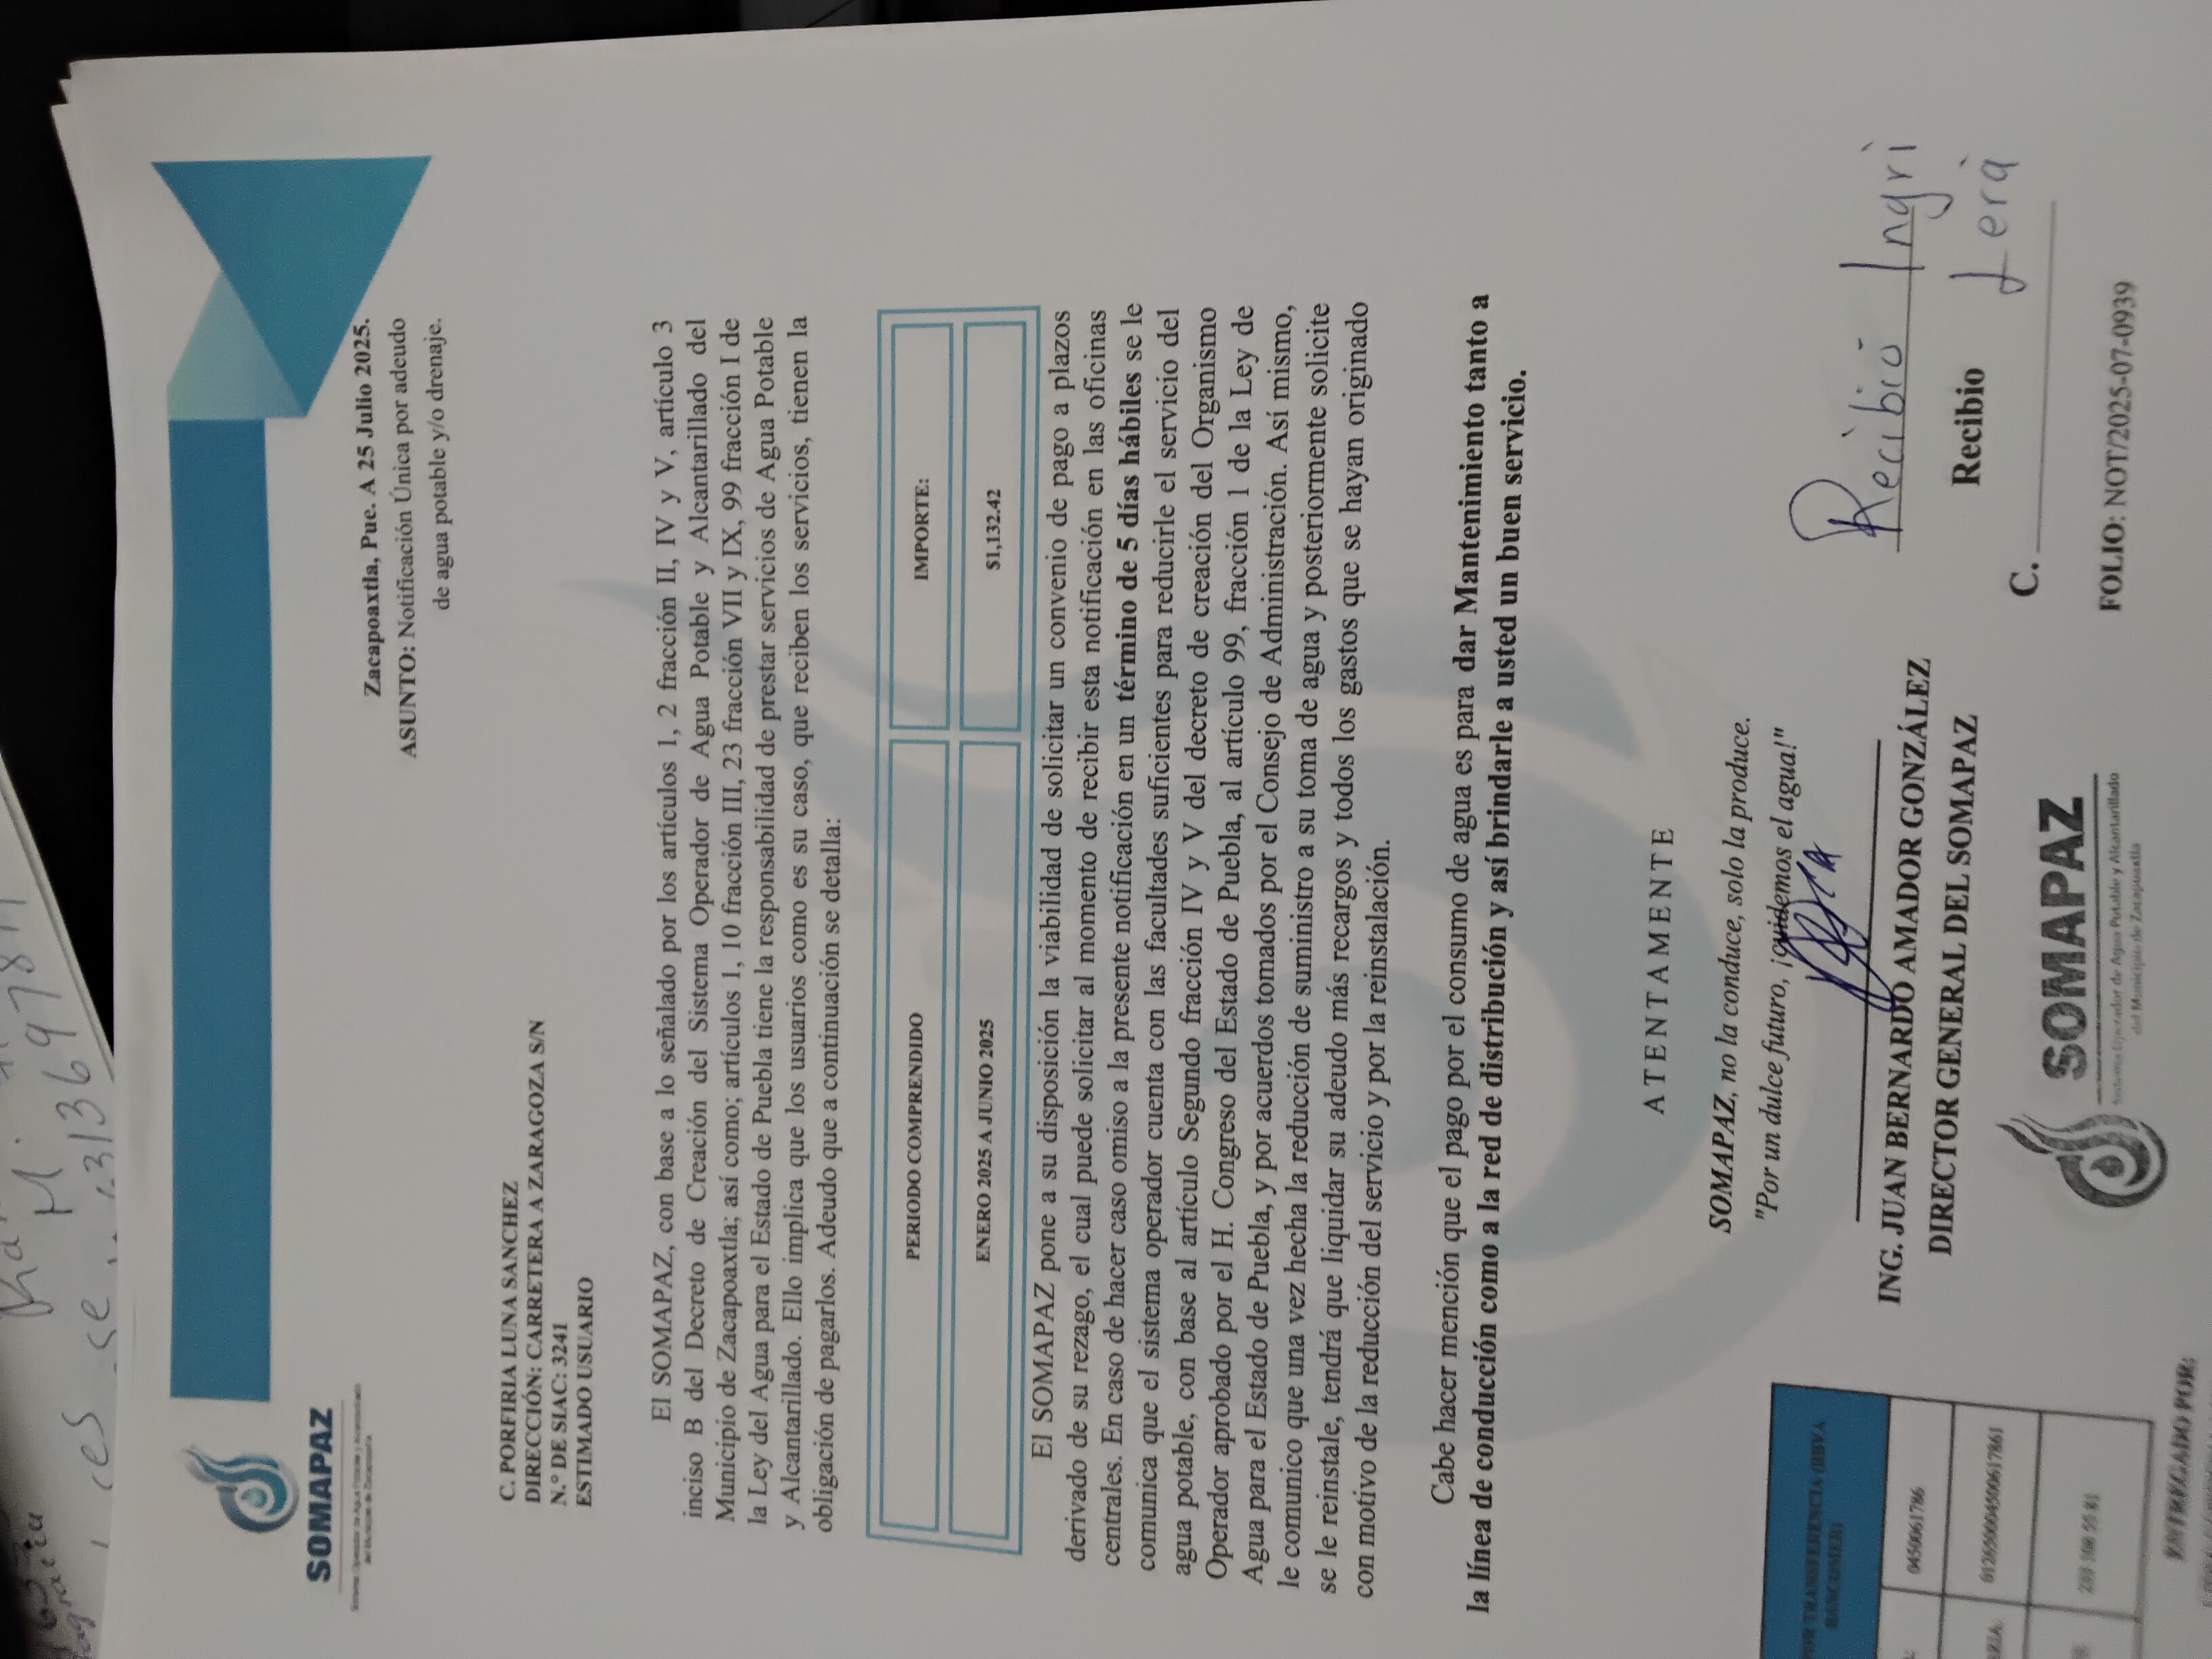 ces se
M.
SOMAPAZ
Sistema Operador de Agua Potable y Alcantarillado
del Municipio de Zacapoaxtla
Zacapoaxtla, Pue. A 25 Julio 2025.
ASUNTO: Notificación Única por adeudo
de agua potable y/o drenaje.
C. PORFIRIA LUNA SANCHEZ
DIRECCIÓN: CARRETERA A ZARAGOZA S/N
N.º DE SIAC: 3241
ESTIMADO USUARIO
El SOMAPAZ, con base a lo señalado por los artículos 1, 2 fracción II, IV y V, artículo 3
inciso B del Decreto de Creación del Sistema Operador de Agua Potable y Alcantarillado del
Municipio de Zacapoaxtla; así como; artículos 1, 10 fracción III, 23 fracción VII y IX, 99 fracción I de
la Ley del Agua para el Estado de Puebla tiene la responsabilidad de prestar servicios de Agua Potable
y Alcantarillado. Ello implica que los usuarios como es su caso, que reciben los servicios, tienen la
obligación de pagarlos. Adeudo que a continuación se detalla:
PERIODO COMPRENDIDO IMPORTE:
ENERO 2025 A JUNIO 2025 $1,132.42
El SOMAPAZ pone a su disposición la viabilidad de solicitar un convenio de pago a plazos
derivado de su rezago, el cual puede solicitar al momento de recibir esta notificación en las oficinas
centrales. En caso de hacer caso omiso a la presente notificación en un término de 5 días hábiles se le
comunica que el sistema operador cuenta con las facultades suficientes para reducirle el servicio del
agua potable, con base al artículo Segundo fracción IV y V del decreto de creación del Organismo
Operador aprobado por el H. Congreso del Estado de Puebla, al artículo 99, fracción 1 de la Ley de
Agua para el Estado de Puebla, y por acuerdos tomados por el Consejo de Administración. Así mismo,
le comunico que una vez hecha la reducción de suministro a su toma de agua y posteriormente solicite
se le reinstale, tendrá que liquidar su adeudo más recargos y todos los gastos que se hayan originado
con motivo de la reducción del servicio y por la reinstalación.
Cabe hacer mención que el pago por el consumo de agua es para dar Mantenimiento tanto a
la línea de conducción como a la red de distribución y así brindarle a usted un buen servicio.
ATENTAMENTE
SOMAPAZ, no la conduce, solo la produce.
"Por un dulce futuro, ¡cuidemos el agua!"
ING. JUAN BERNARDO AMADOR GONZÁLEZ
DIRECTOR GENERAL DEL SOMAPAZ
SOMAPAZ
Sistema Operador de Agua Potable y Alcantarillado
del Municipio de Zacapoaxtla
POR TRANSFERENCIA (BBVA
BANCOMER)
0450061786
012650004500617861
ENTREGADO POR:
Recibió Ingri
Lera
Recibio
C.
FOLIO: NOT/2025-07-0939